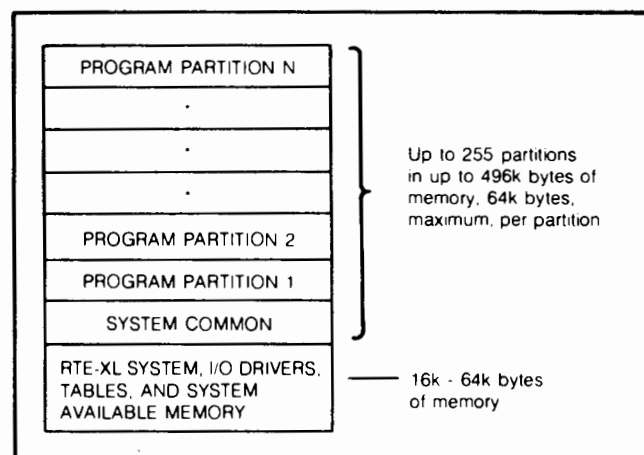 PROGRAM PARTITION N
.
.
.
PROGRAM PARTITION 2
PROGRAM PARTITION 1
SYSTEM COMMON
RTE-XL SYSTEM, I/O DRIVERS,
TABLES, AND SYSTEM
AVAILABLE MEMORY
Up to 255 partitions
in up to 496k bytes of
memory, 64k bytes,
maximum, per partition
16k - 64k bytes
of memory